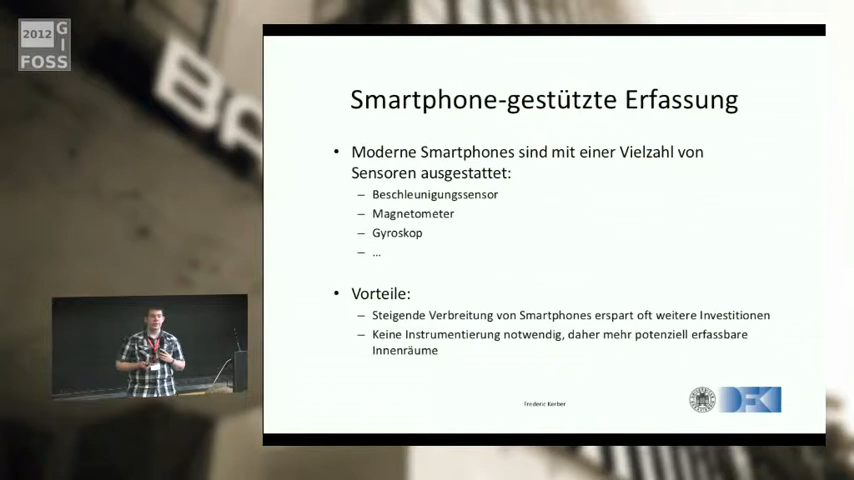 2012
G
I
FOSS
BA
Smartphone-gestützte Erfassung
• Moderne Smartphones sind mit einer Vielzahl von
Sensoren ausgestattet:
– Beschleunigungssensor
– Magnetometer
– Gyroskop
– ...
• Vorteile:
– Steigende Verbreitung von Smartphones erspart oft weitere Investitionen
– Keine Instrumentierung notwendig, daher mehr potenziell erfassbare
Innenräume
Frederic Kerber
DFKI